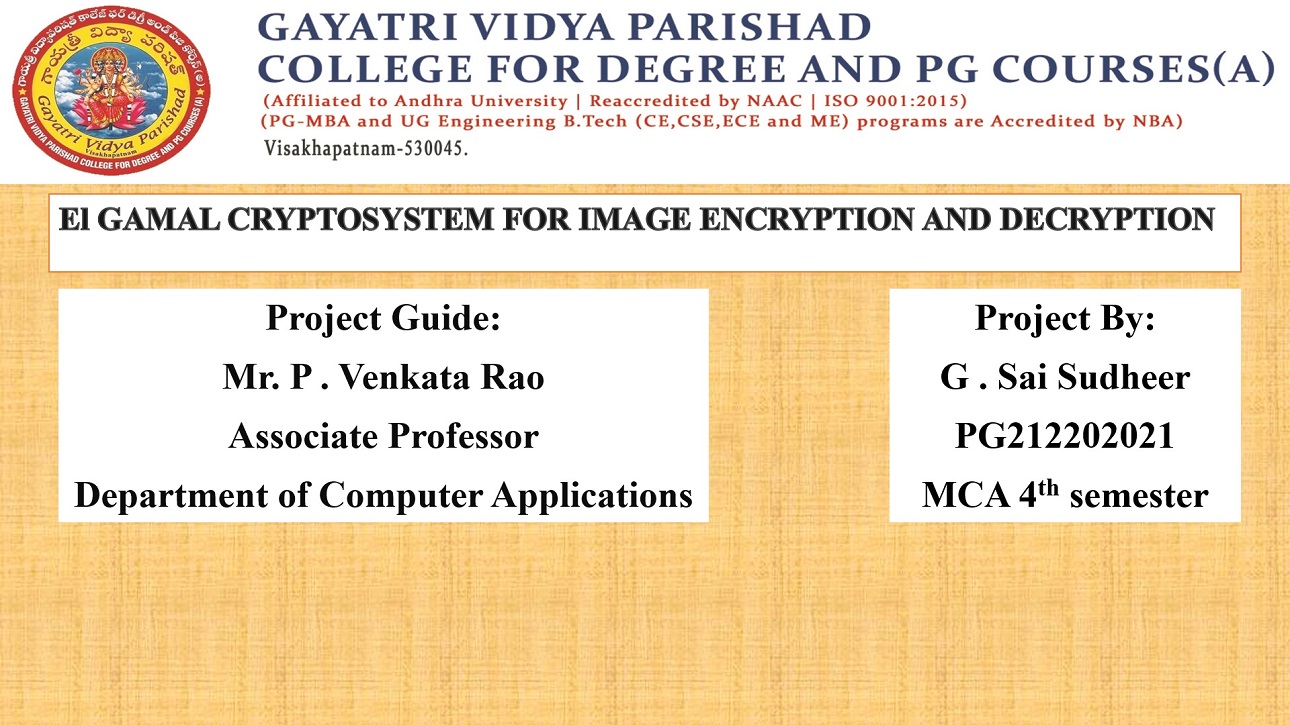 గాయత్రి విద్యా పరిషత్
Gayatri Vidya Parishad
Visakhapatnam
GAYATRI VIDYA PARISHAD COLLEGE FOR DEGREE AND PG COURSES (A)
GAYATRI VIDYA PARISHAD
COLLEGE FOR DEGREE AND PG COURSES(A)
(Affiliated to Andhra University | Reaccredited by NAAC | ISO 9001:2015)
(PG-MBA and UG Engineering B.Tech (CE,CSE,ECE and ME) programs are Accredited by NBA)
Visakhapatnam-530045.
El GAMAL CRYPTOSYSTEM FOR IMAGE ENCRYPTION AND DECRYPTION
Project Guide:
Mr. P . Venkata Rao
Associate Professor
Department of Computer Applications
Project By:
G . Sai Sudheer
PG212202021
MCA 4th semester